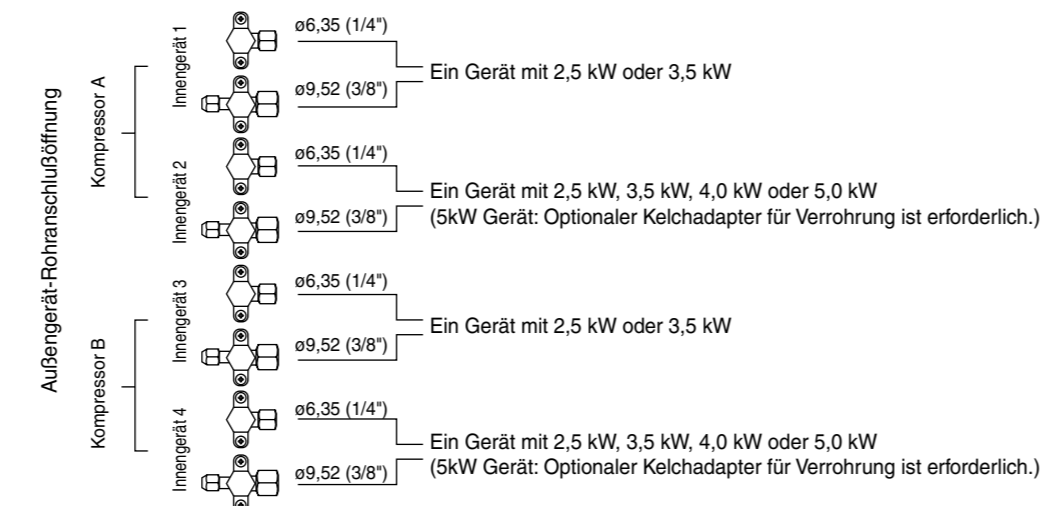 Außengerät-Rohranschlußöffnung
Kompressor A
Innengerät 1
ø6,35 (1/4")
ø9,52 (3/8")
Ein Gerät mit 2,5 kW oder 3,5 kW
Innengerät 2
ø6,35 (1/4")
ø9,52 (3/8")
Ein Gerät mit 2,5 kW, 3,5 kW, 4,0 kW oder 5,0 kW
(5kW Gerät: Optionaler Kelchadapter für Verrohrung ist erforderlich.)
Kompressor B
Innengerät 3
ø6,35 (1/4")
ø9,52 (3/8")
Ein Gerät mit 2,5 kW oder 3,5 kW
Innengerät 4
ø6,35 (1/4")
ø9,52 (3/8")
Ein Gerät mit 2,5 kW, 3,5 kW, 4,0 kW oder 5,0 kW
(5kW Gerät: Optionaler Kelchadapter für Verrohrung ist erforderlich.)